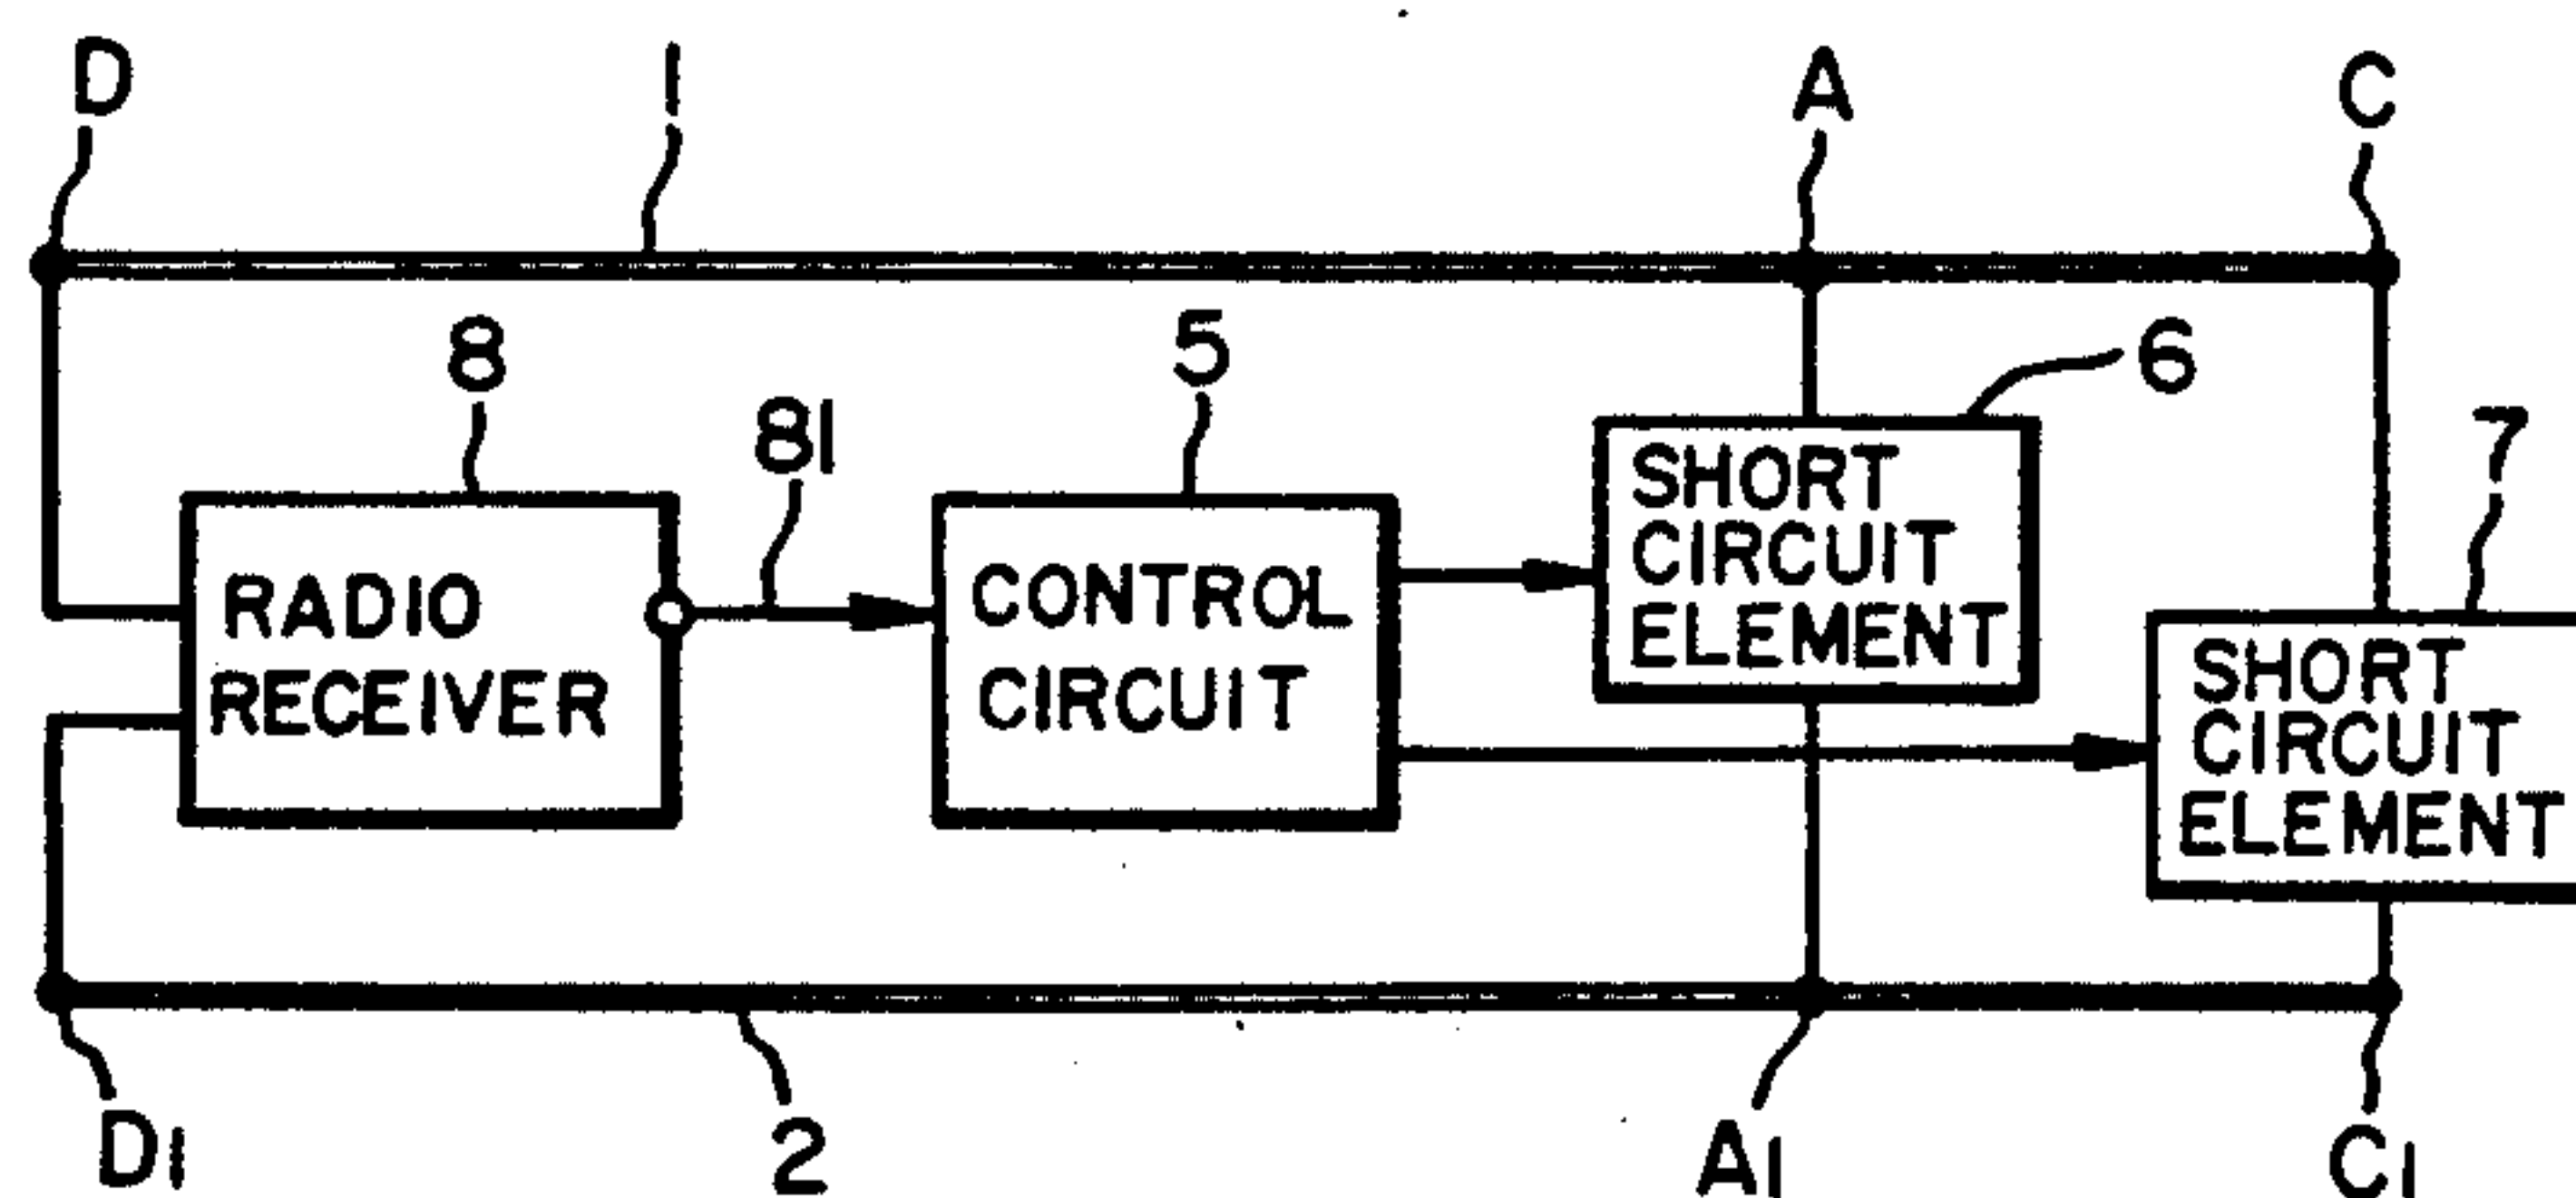 D
1
A
C
8
81
5
6
7
RADIO
RECEIVER
CONTROL
CIRCUIT
SHORT
CIRCUIT
ELEMENT
SHORT
CIRCUIT
ELEMENT
D1
2
A1
C1